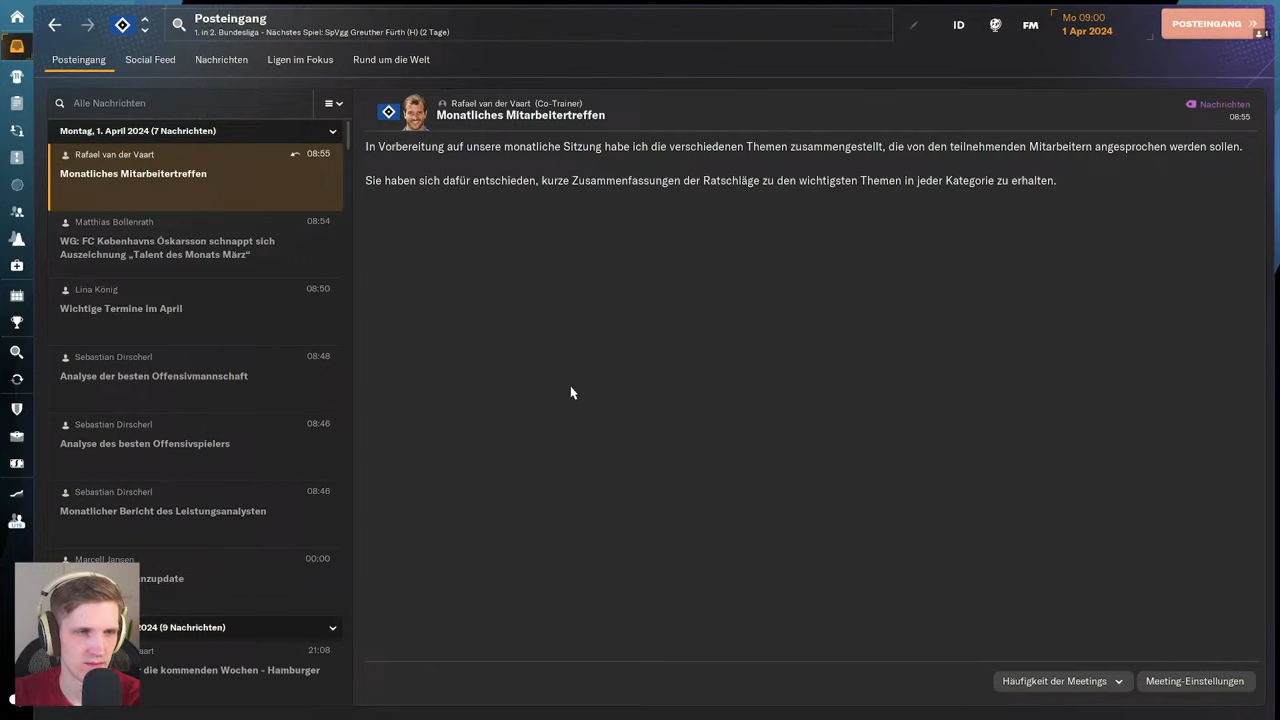 Posteingang
1. in 2. Bundesliga - Nächstes Spiel: SpVgg Greuther Fürth (H) (2 Tage)
ID
FM
Mo 09:00
1 Apr 2024
POSTEINGANG
1
Posteingang
Social Feed
Nachrichten
Ligen im Fokus
Rund um die Welt
Alle Nachrichten
Montag, 1. April 2024 (7 Nachrichten)
Rafael van der Vaart
08:55
Monatliches Mitarbeitertreffen
Matthias Bollenrath
08:54
WG: FC Københavns Óskarsson schnappt sich
Auszeichnung „Talent des Monats März“
Lina König
08:50
Wichtige Termine im April
Sebastian Dirscherl
08:48
Analyse der besten Offensivmannschaft
Sebastian Dirscherl
08:46
Analyse des besten Offensivspielers
Sebastian Dirscherl
08:46
Monatlicher Bericht des Leistungsanalysten
Marcell Jansen
00:00
nzupdate
2024 (9 Nachrichten)
aart
21:08
die kommenden Wochen - Hamburger
Rafael van der Vaart (Co-Trainer)
Monatliches Mitarbeitertreffen
Nachrichten
08:55
In Vorbereitung auf unsere monatliche Sitzung habe ich die verschiedenen Themen zusammengestellt, die von den teilnehmenden Mitarbeitern angesprochen werden sollen.
Sie haben sich dafür entschieden, kurze Zusammenfassungen der Ratschläge zu den wichtigsten Themen in jeder Kategorie zu erhalten.
Häufigkeit der Meetings
Meeting-Einstellungen